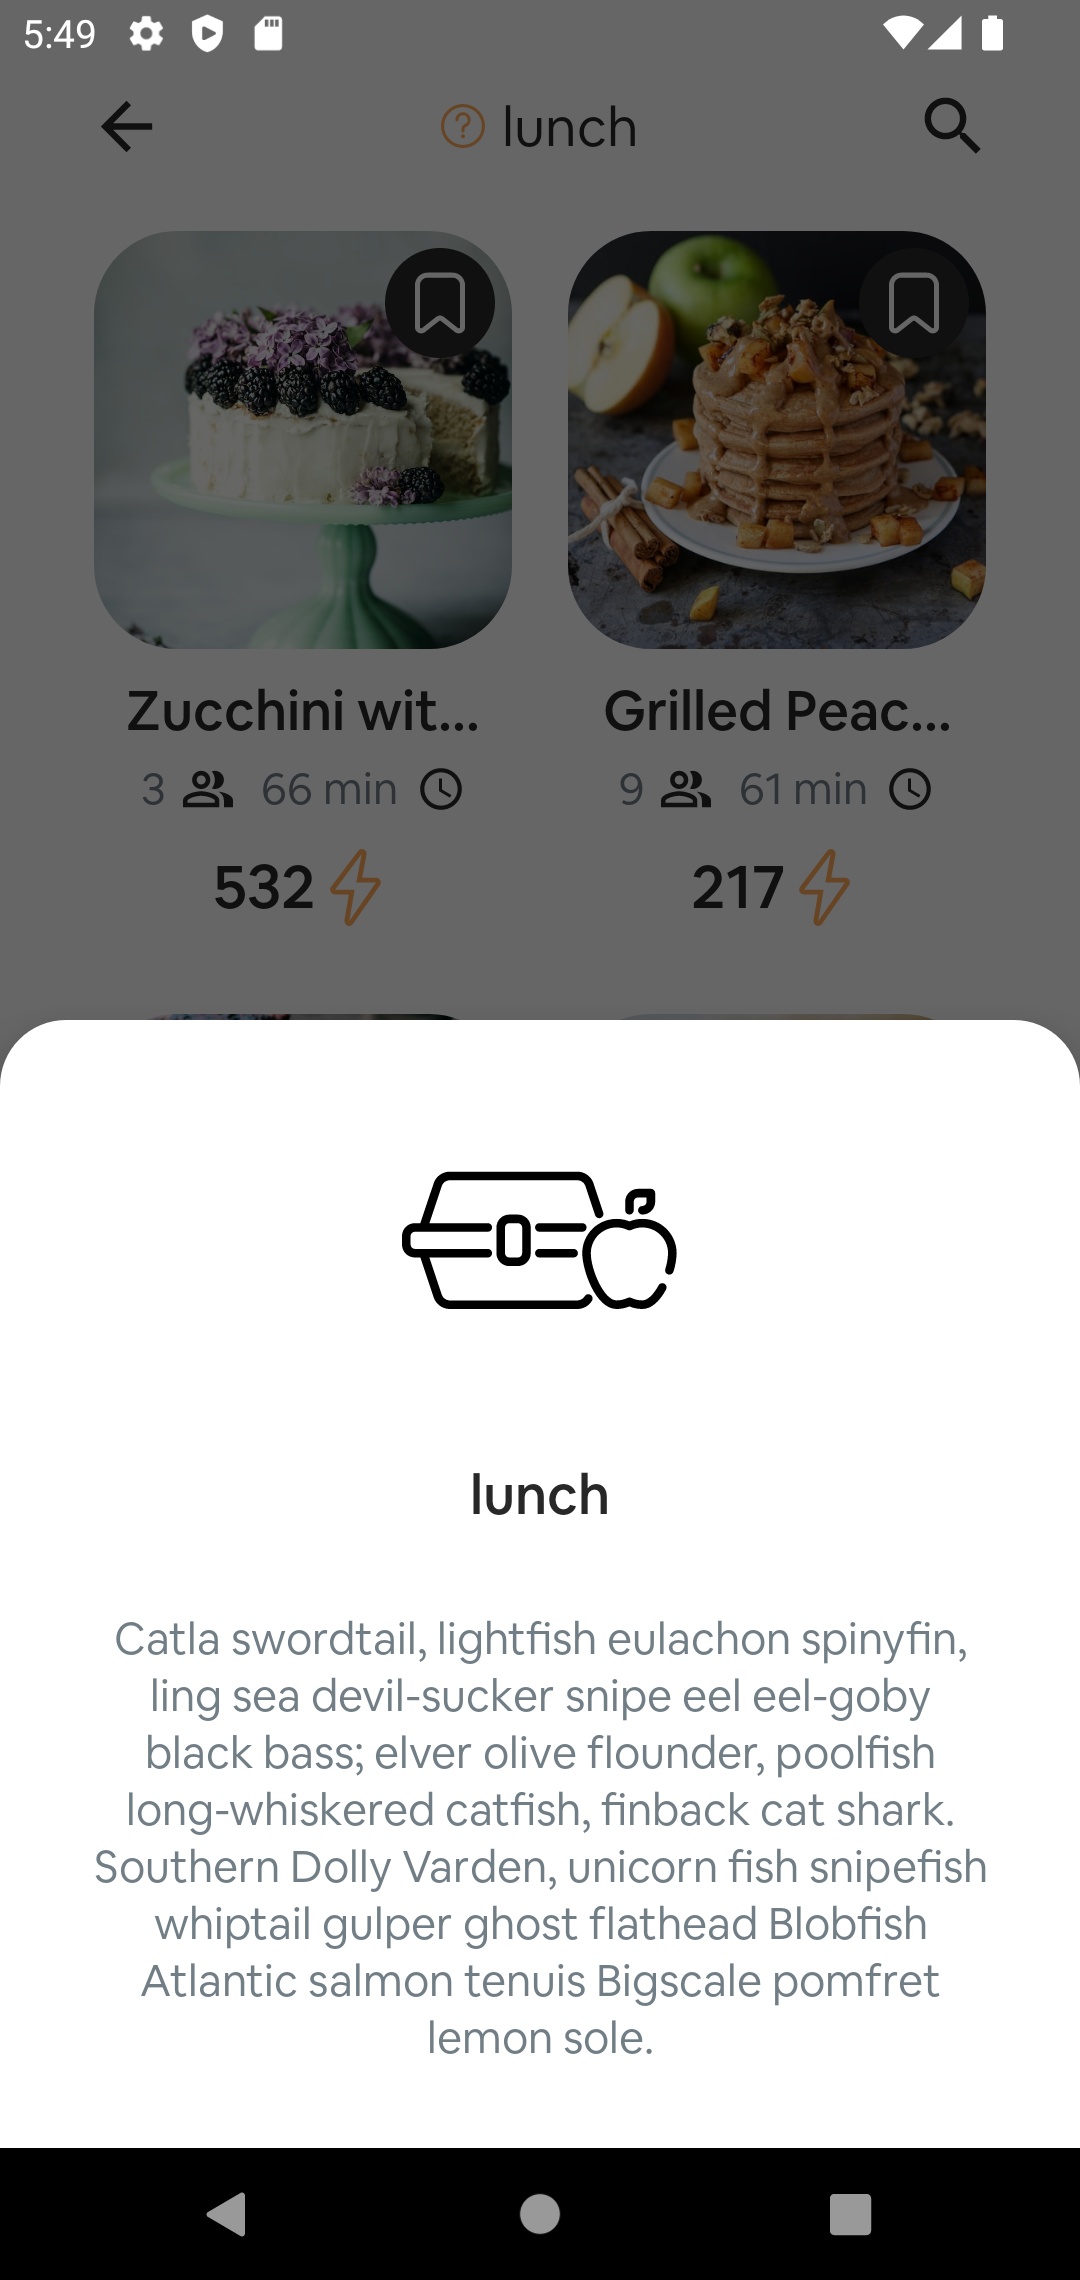 5:49
lunch
Zucchini wit...
Grilled Peac...
3 66 min
9 61 min
532
217
lunch
Catla swordtail, lightfish eulachon spinyfin,
ling sea devil-sucker snipe eel eel-goby
black bass; elver olive flounder, poolfish
long-whiskered catfish, finback cat shark.
Southern Dolly Varden, unicorn fish snipefish
whiptail gulper ghost flathead Blobfish
Atlantic salmon tenuis Bigscale pomfret
lemon sole.